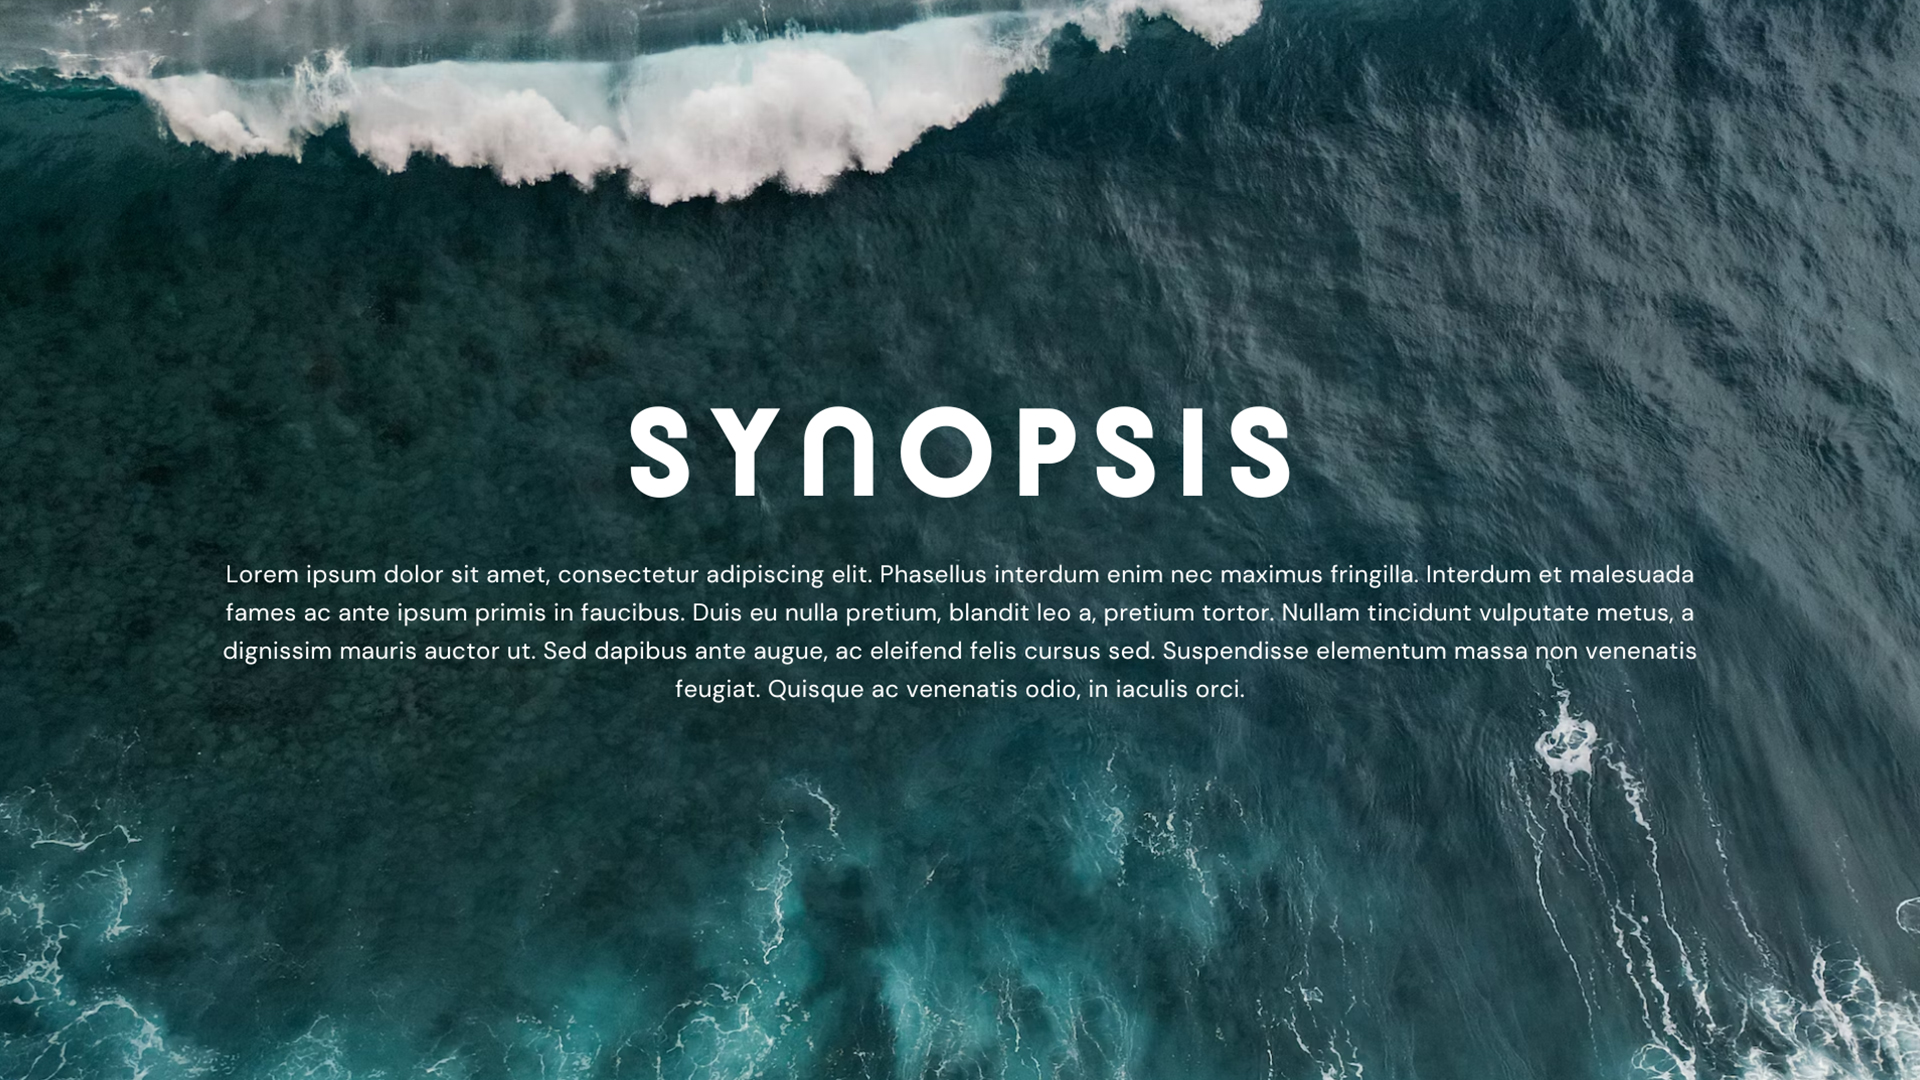 SYNOPSIS
Lorem ipsum dolor sit amet, consectetur adipiscing elit. Phasellus interdum enim nec maximus fringilla. Interdum et malesuada
fames ac ante ipsum primis in faucibus. Duis eu nulla pretium, blandit leo a, pretium tortor. Nullam tincidunt vulputate metus, a
dignissim mauris auctor ut. Sed dapibus ante augue, ac eleifend felis cursus sed. Suspendisse elementum massa non venenatis
feugiat. Quisque ac venenatis odio, in iaculis orci.